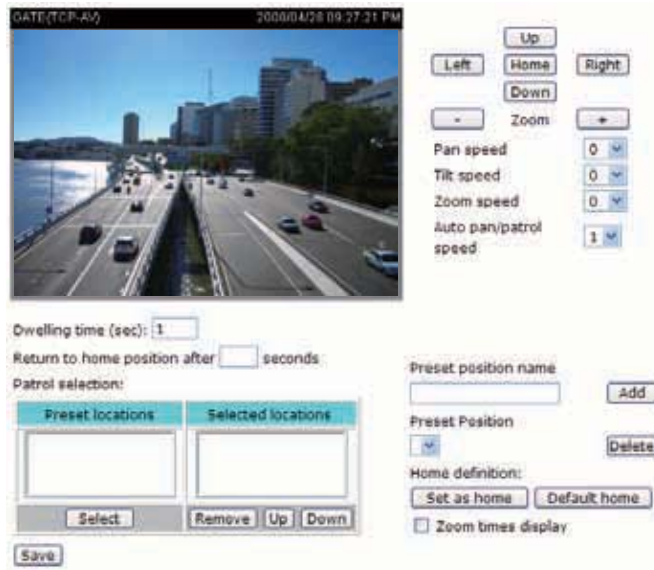 GATE(TCP-AV) 2008/04/28 09:27:21 PM
Up
Left Home Right
Down
- Zoom +
Pan speed 0
Tilt speed 0
Zoom speed 0
Auto pan/patrol speed 1
Dwelling time (sec): 1
Return to home position after seconds
Patrol selection:
Preset locations Selected locations
Select Remove Up Down
Save
Preset position name
Add
Preset Position
Delete
Home definition:
Set as home Default home
Zoom times display